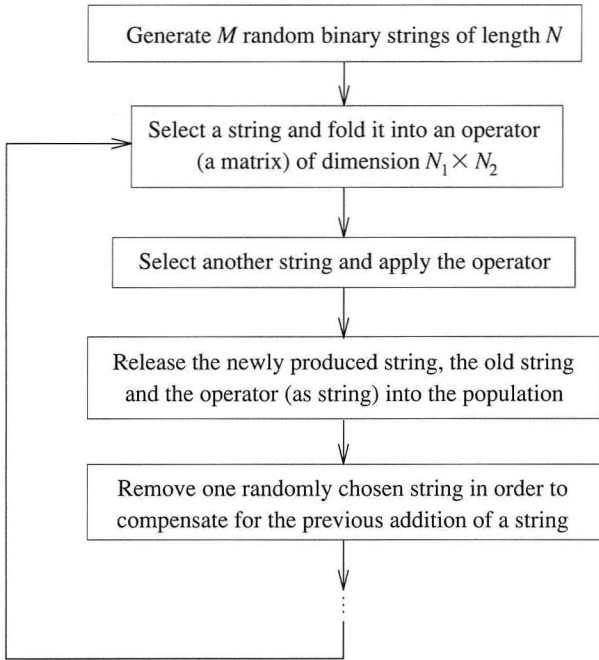 Generate M random binary strings of length N
Select a string and fold it into an operator
(a matrix) of dimension N₁ × N₂
Select another string and apply the operator
Release the newly produced string, the old string
and the operator (as string) into the population
Remove one randomly chosen string in order to
compensate for the previous addition of a string